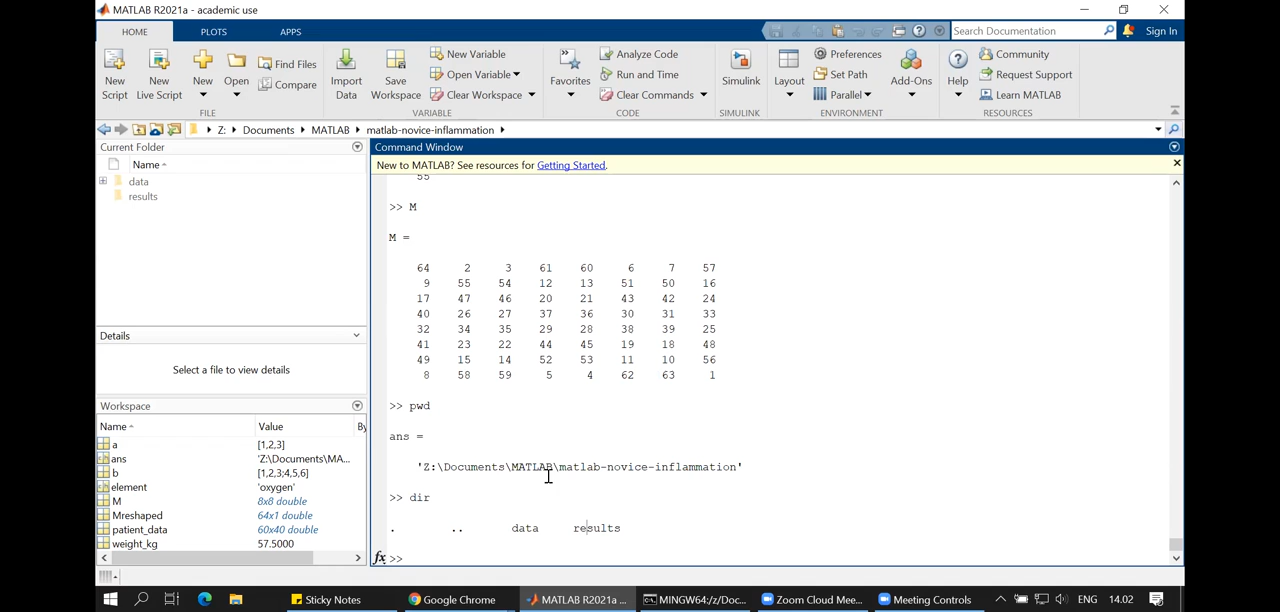 MATLAB R2021a - academic use
HOME PLOTS APPS
Search Documentation
Sign In
New Script
New Live Script
New
Open
Find Files
Compare
Import Data
Save Workspace
New Variable
Open Variable
Clear Workspace
Favorites
Analyze Code
Run and Time
Clear Commands
Simulink
Layout
Preferences
Set Path
Parallel
Add-Ons
Help
Community
Request Support
Learn MATLAB
FILE VARIABLE CODE SIMULINK ENVIRONMENT RESOURCES
Z: Documents MATLAB matlab-novice-inflammation
Current Folder
Name
data
results
Details
Select a file to view details
Workspace
Name Value By
a [1,2,3]
ans 'Z:\Documents\MA...
b [1,2,3;4,5,6]
element 'oxygen'
M 8x8 double
Mreshaped 64x1 double
patient_data 60x40 double
weight_kg 57.5000
Command Window
New to MATLAB? See resources for Getting Started.
55
>> M
M =
64 2 3 61 60 6 7 57
9 55 54 12 13 51 50 16
17 47 46 20 21 43 42 24
40 26 27 37 36 30 31 33
32 34 35 29 28 38 39 25
41 23 22 44 45 19 18 48
49 15 14 52 53 11 10 56
8 58 59 5 4 62 63 1
>> pwd
ans =
'Z:\Documents\MATLAB\matlab-novice-inflammation'
>> dir
. .. data results
fx >>
Sticky Notes
Google Chrome
MATLAB R2021a ...
MINGW64:/z/Doc...
Zoom Cloud Mee...
Meeting Controls
ENG 14.02